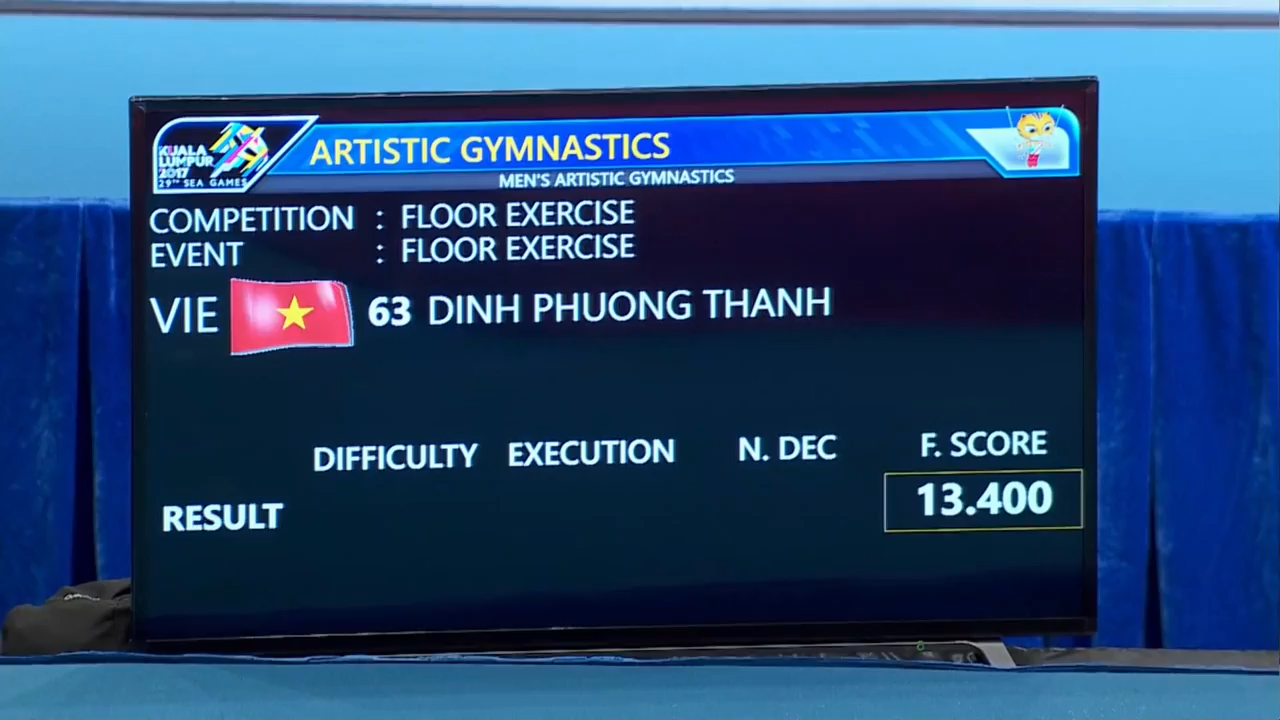 KUALA
LUMPUR
2017
29TH SEA GAMES
ARTISTIC GYMNASTICS
MEN'S ARTISTIC GYMNASTICS
COMPETITION : FLOOR EXERCISE
EVENT : FLOOR EXERCISE
VIE 63 DINH PHUONG THANH
DIFFICULTY EXECUTION N. DEC F. SCORE
RESULT 13.400